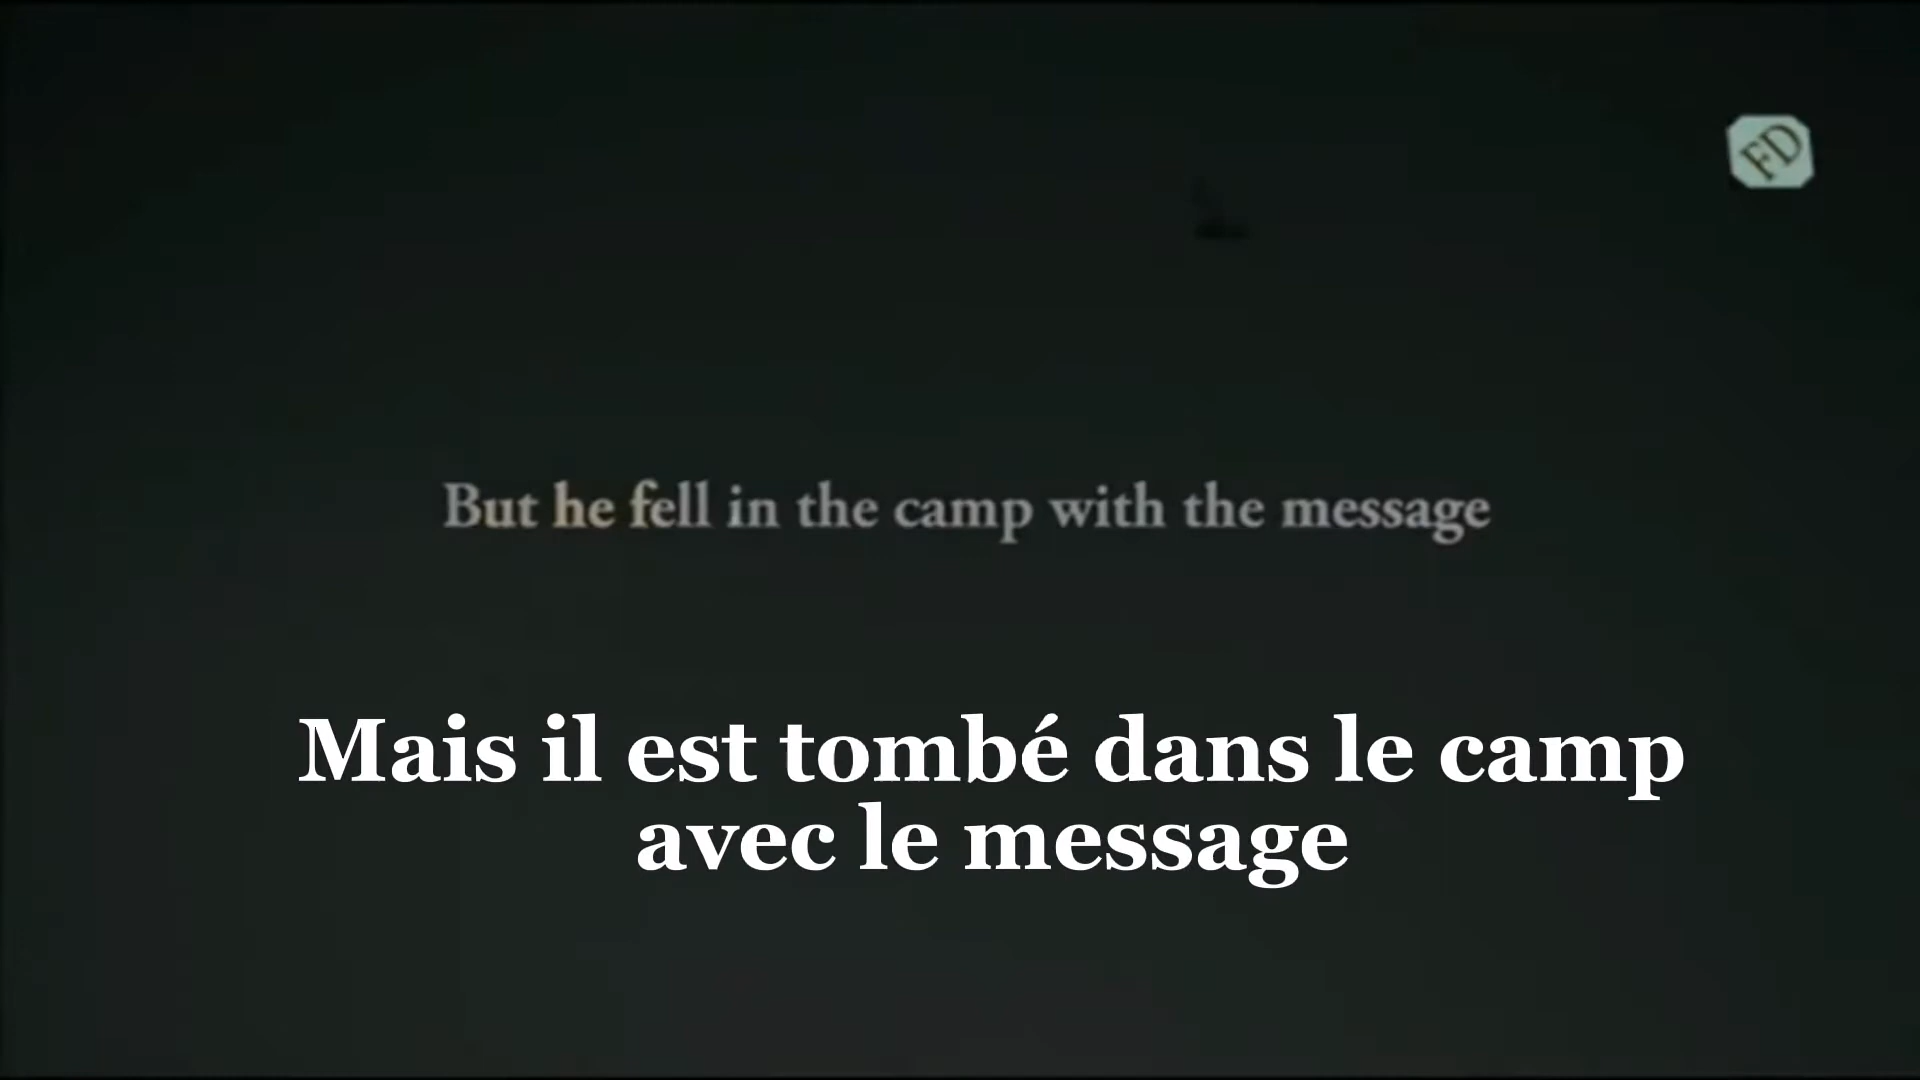 FD
But he fell in the camp with the message
Mais il est tombé dans le camp
avec le message